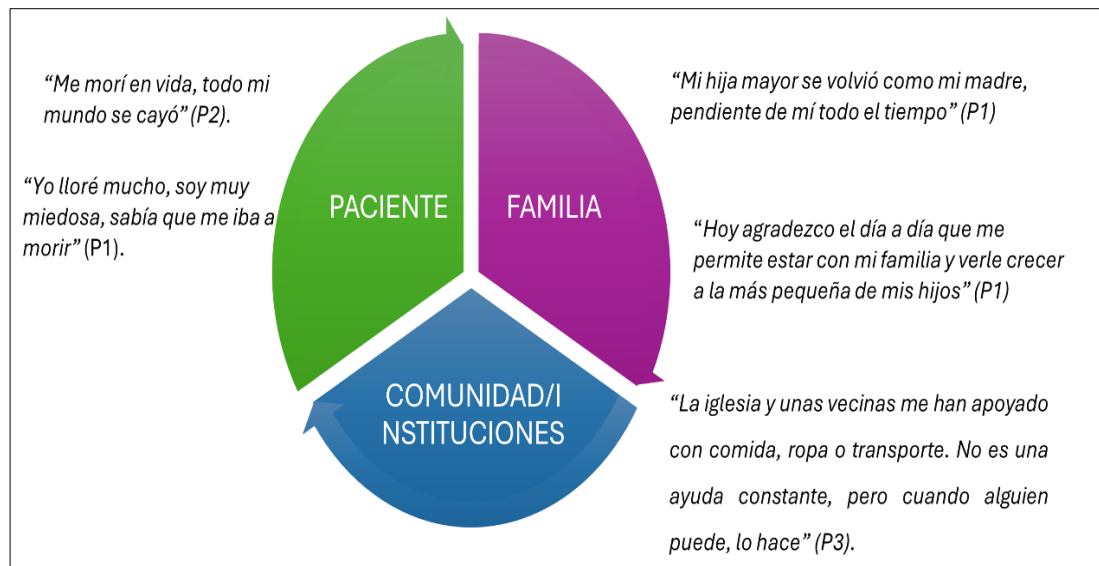 “Me morí en vida, todo mi
mundo se cayó” (P2).
“Yo lloré mucho, soy muy
miedosa, sabía que me iba a
morir” (P1).
PACIENTE
FAMILIA
COMUNIDAD/I
NSTITUCIONES
“Mi hija mayor se volvió como mi madre,
pendiente de mí todo el tiempo” (P1)
“Hoy agradezco el día a día que me
permite estar con mi familia y verle crecer
a la más pequeña de mis hijos” (P1)
“La iglesia y unas vecinas me han apoyado
con comida, ropa o transporte. No es una
ayuda constante, pero cuando alguien
puede, lo hace” (P3).